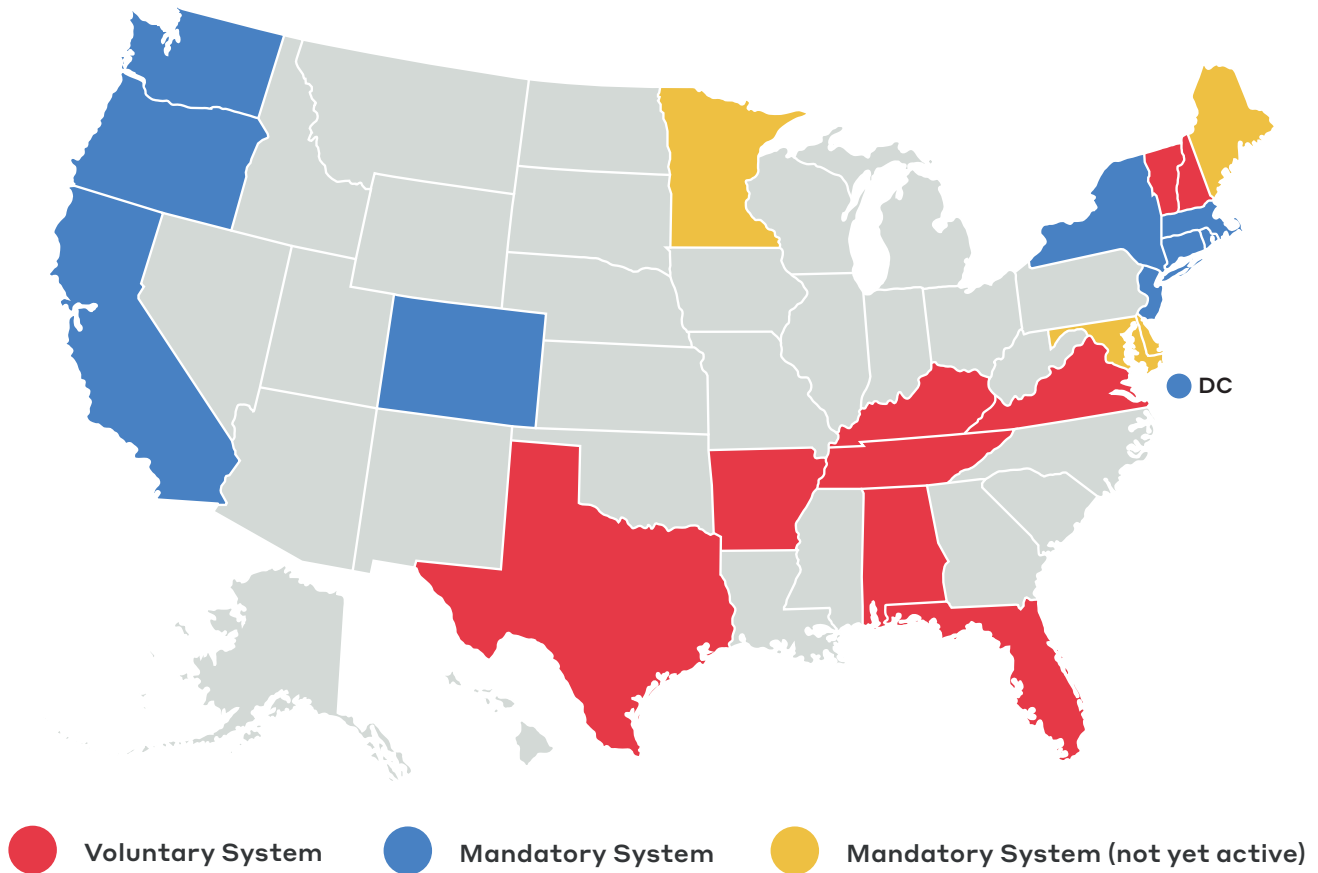 DC
Voluntary System
Mandatory System
Mandatory System (not yet active)